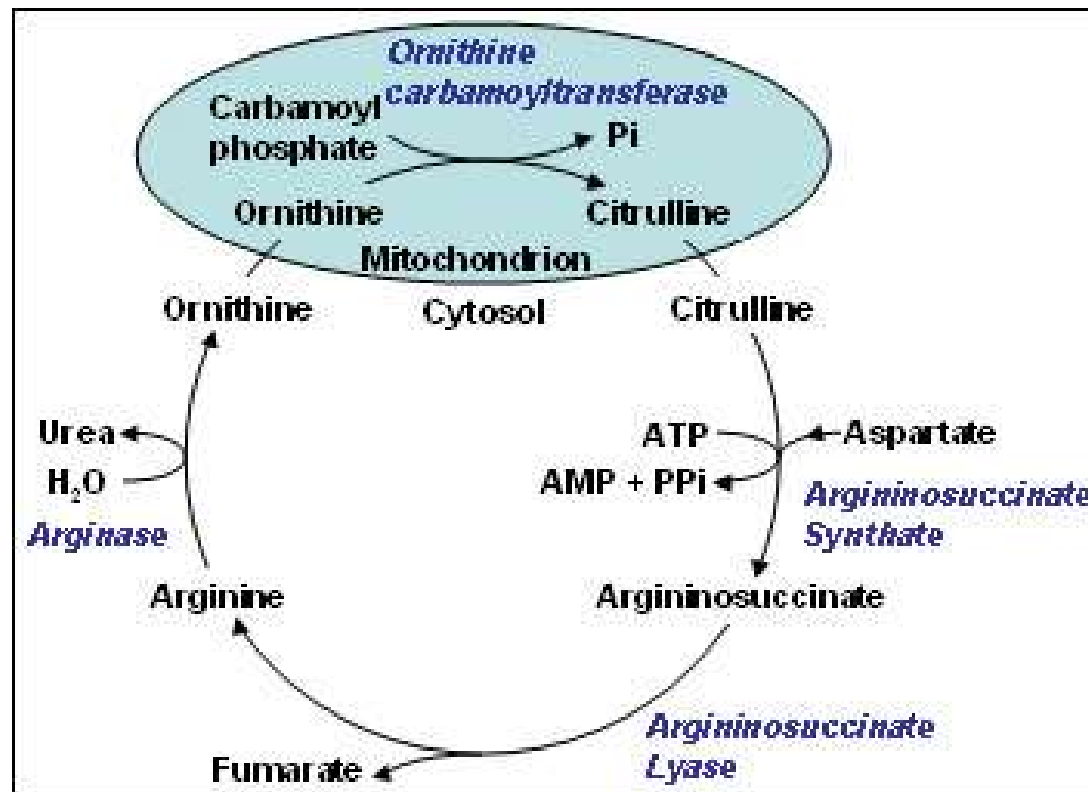 Ornithine
carbamoyltransferase
Carbamoyl
phosphate
Pi
Ornithine
Citrulline
Mitochondrion
Ornithine
Cytosol
Citrulline
Urea
H₂O
Arginase
ATP
Aspartate
AMP + PPi
Argininosuccinate
Synthate
Arginine
Argininosuccinate
Argininosuccinate
Lyase
Fumarate